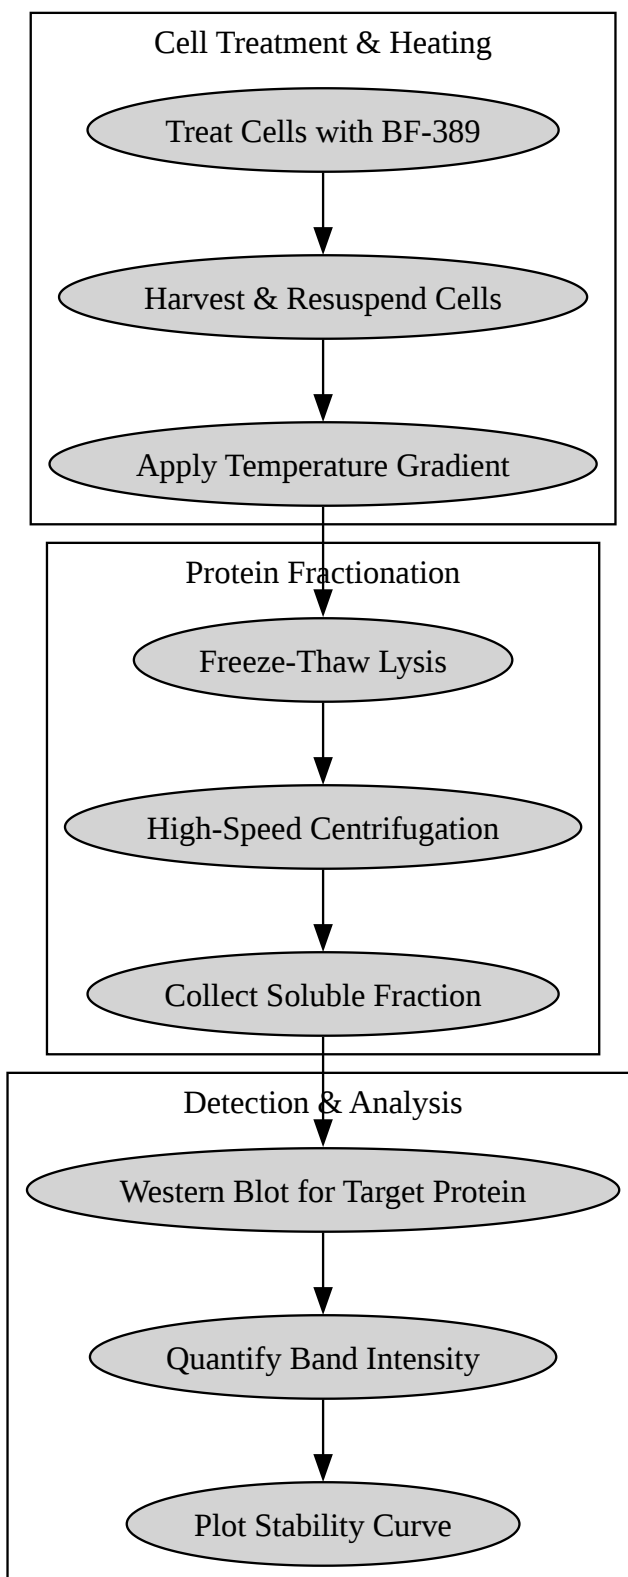 Cell Treatment & Heating
Treat Cells with BF-389
Harvest & Resuspend Cells
Apply Temperature Gradient
Protein Fractionation
Freeze-Thaw Lysis
High-Speed Centrifugation
Collect Soluble Fraction
Detection & Analysis
Western Blot for Target Protein
Quantify Band Intensity
Plot Stability Curve